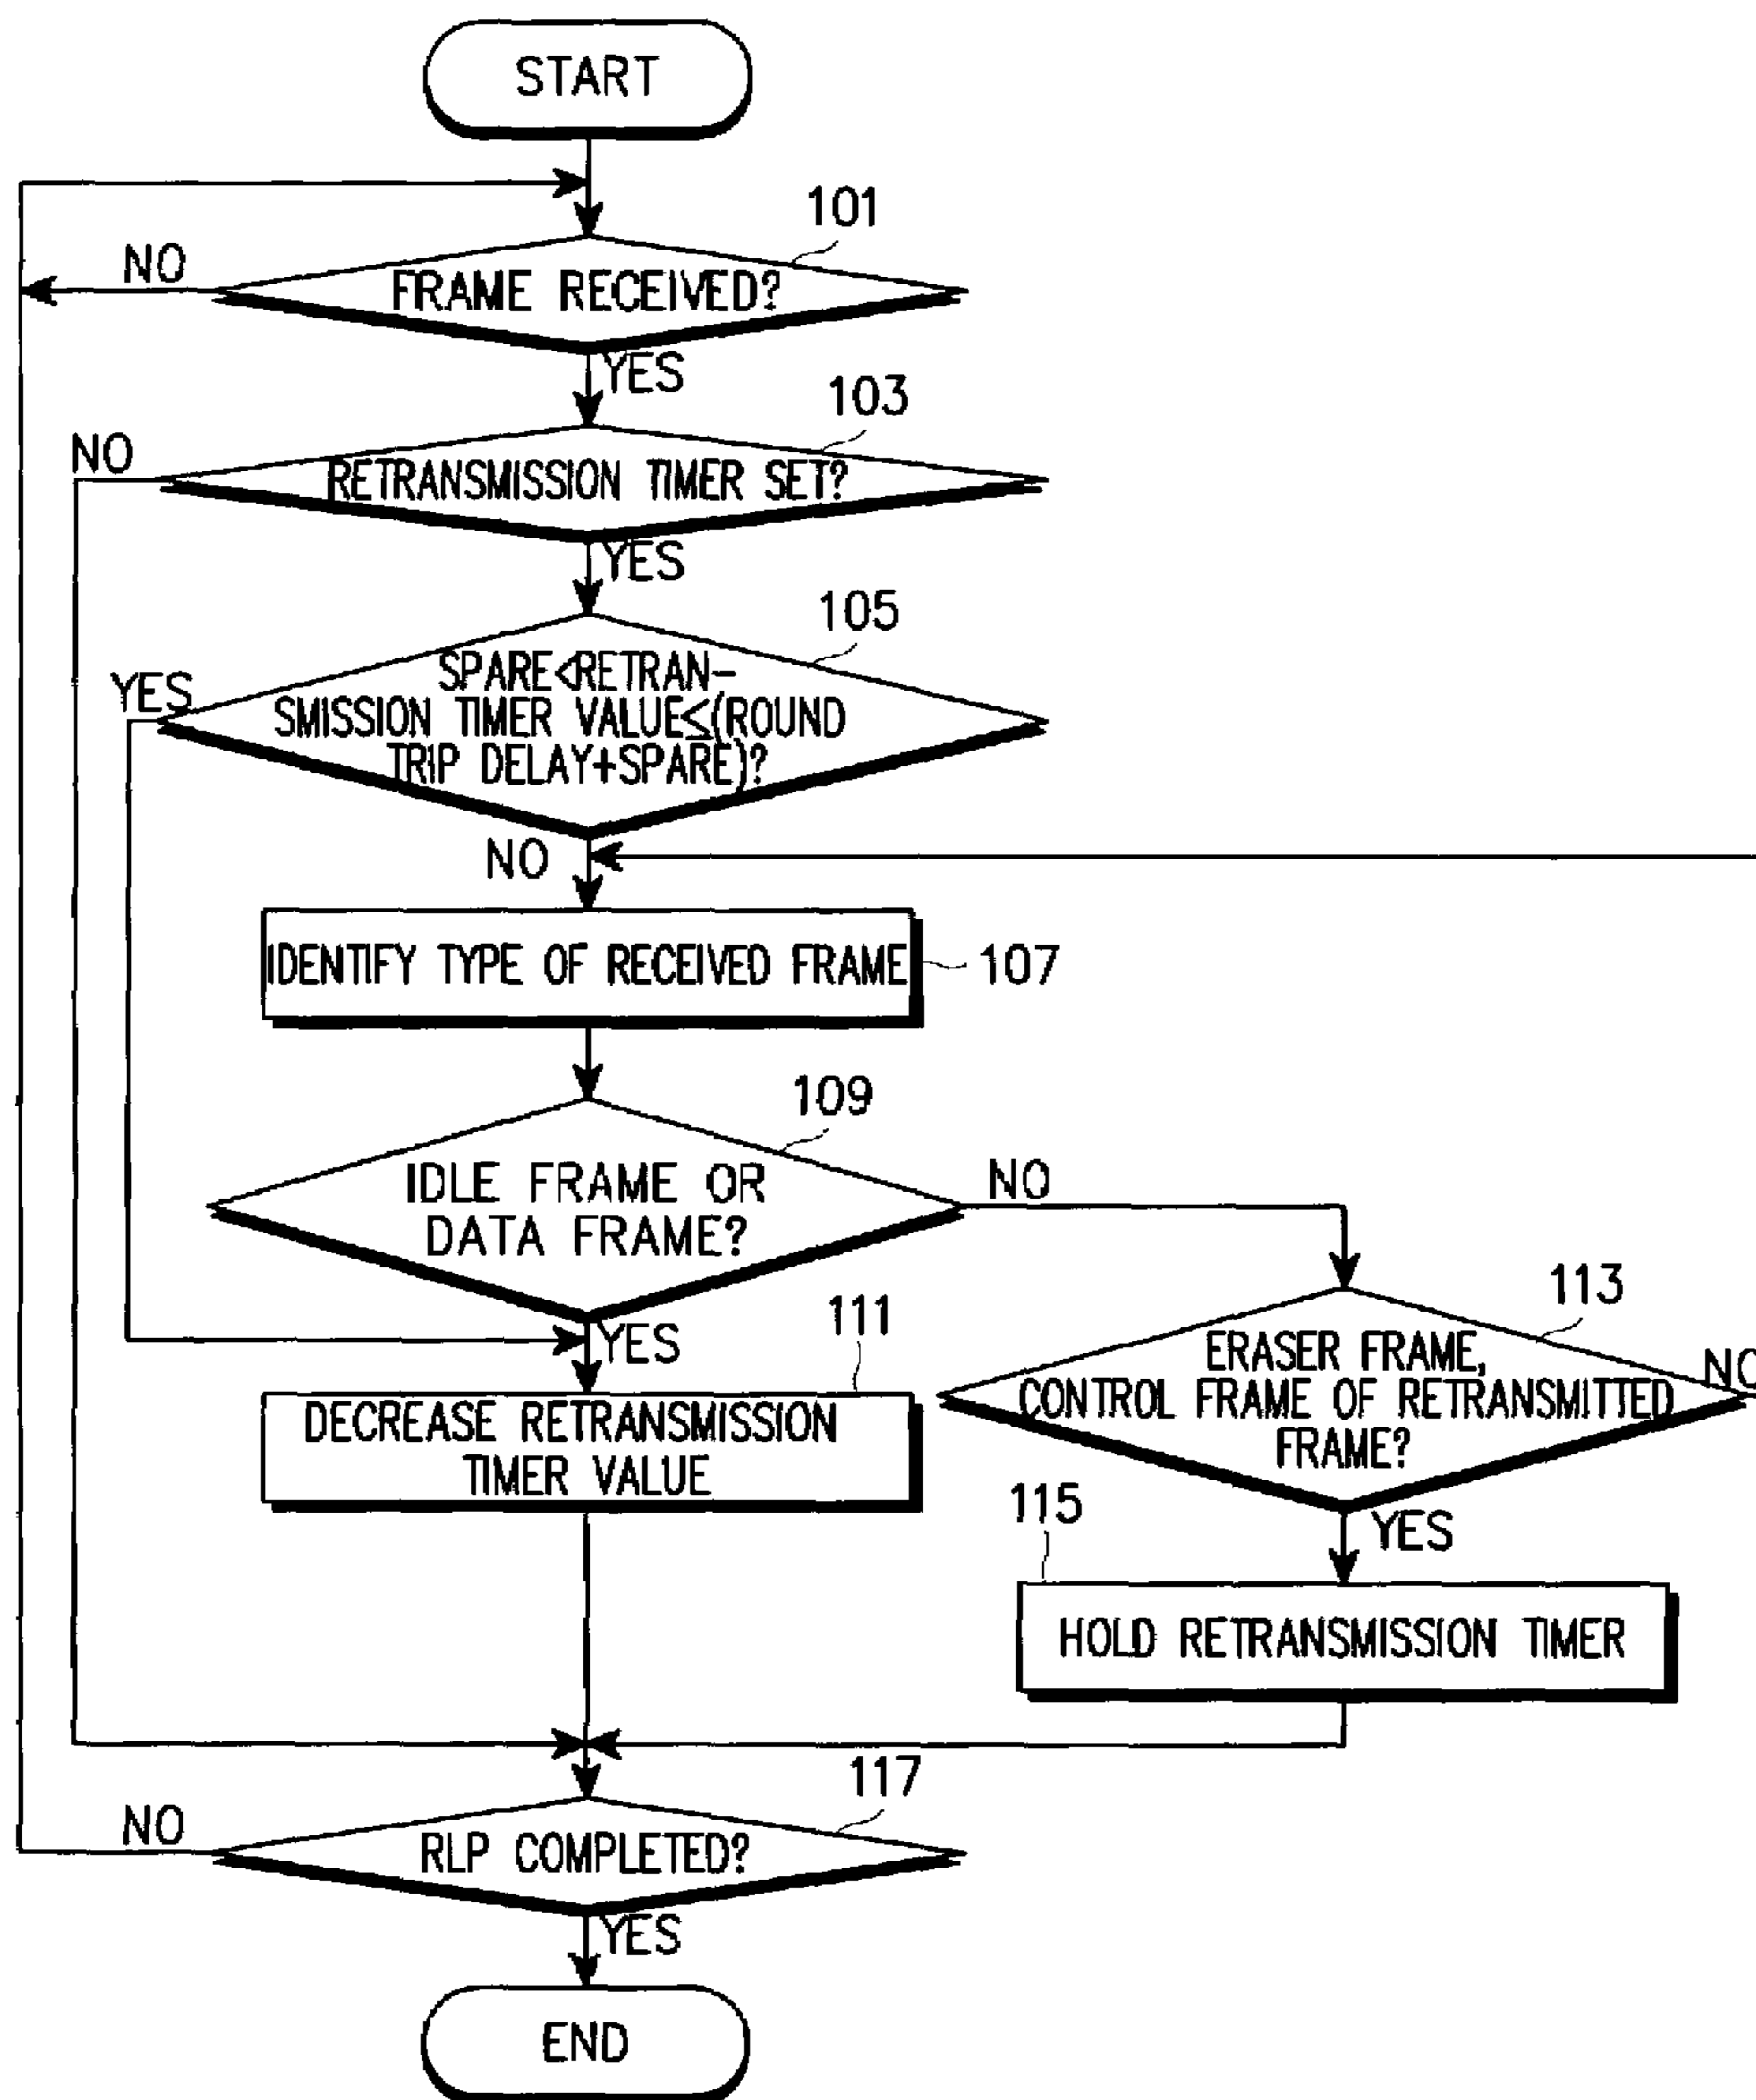 START
101
NO
FRAME RECEIVED?
YES
103
NO
RETRANSMISSION TIMER SET?
YES
105
YES
SPARE<RETRAN-
SMISSION TIMER VALUE≤(ROUND
TRIP DELAY+SPARE)?
NO
IDENTIFY TYPE OF RECEIVED FRAME
107
109
IDLE FRAME OR
DATA FRAME?
NO
YES
111
DECREASE RETRANSMISSION
TIMER VALUE
113
ERASER FRAME,
CONTROL FRAME OF RETRANSMITTED
FRAME?
NO
YES
115
HOLD RETRANSMISSION TIMER
117
NO
RLP COMPLETED?
YES
END